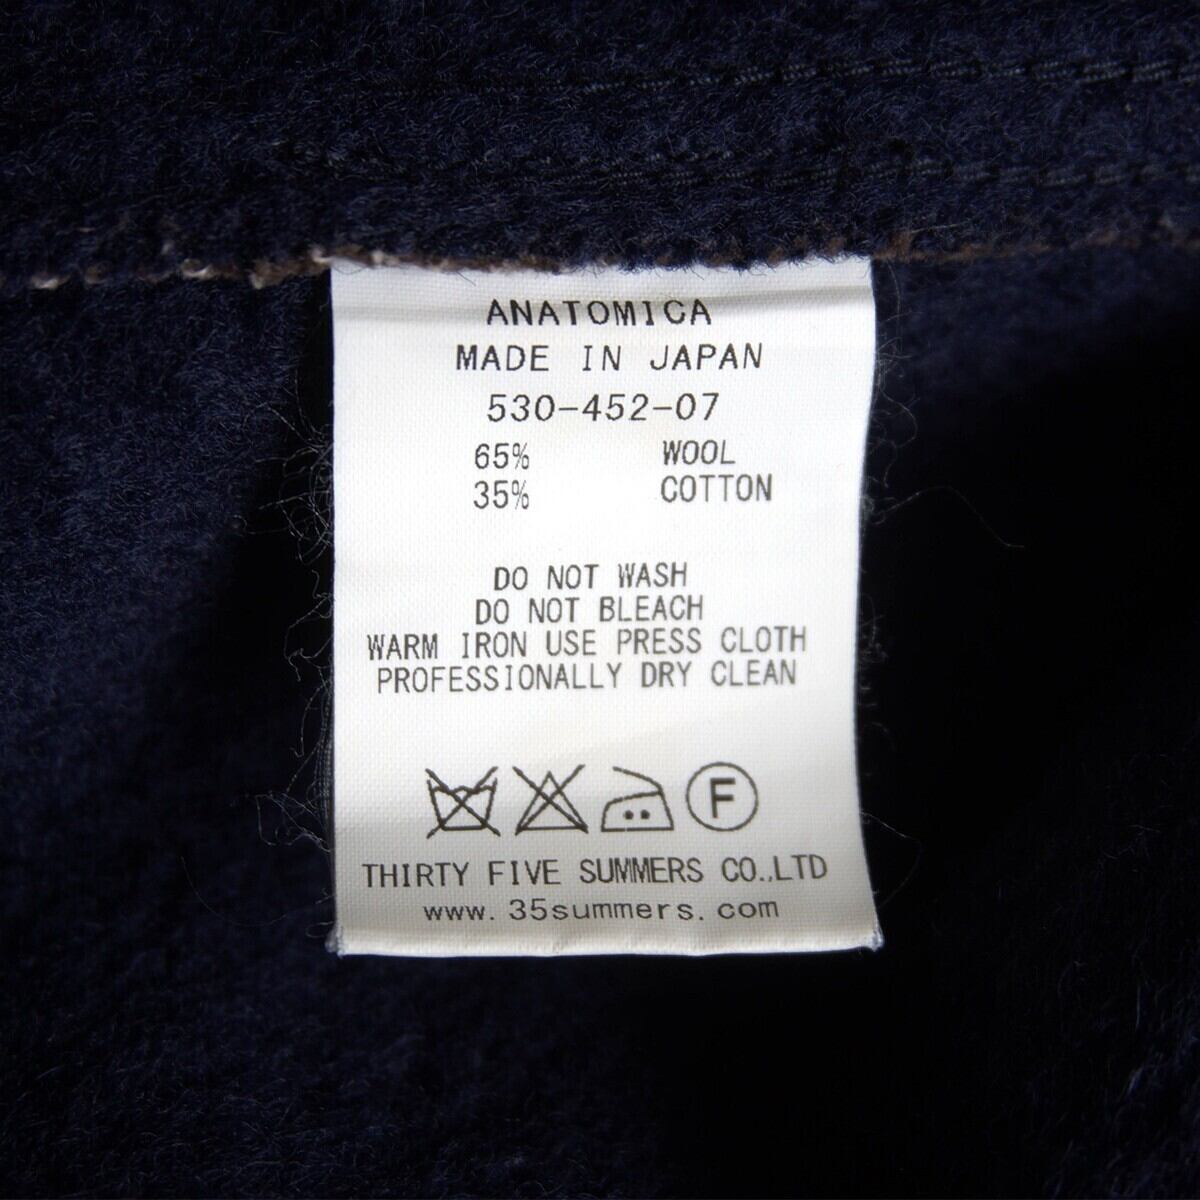 ANATOMICA
MADE IN JAPAN
530-452-07
65% WOOL
35% COTTON
DO NOT WASH
DO NOT BLEACH
WARM IRON USE PRESS CLOTH
PROFESSIONALLY DRY CLEAN
F
THIRTY FIVE SUMMERS CO.,LTD
www.35summers.com